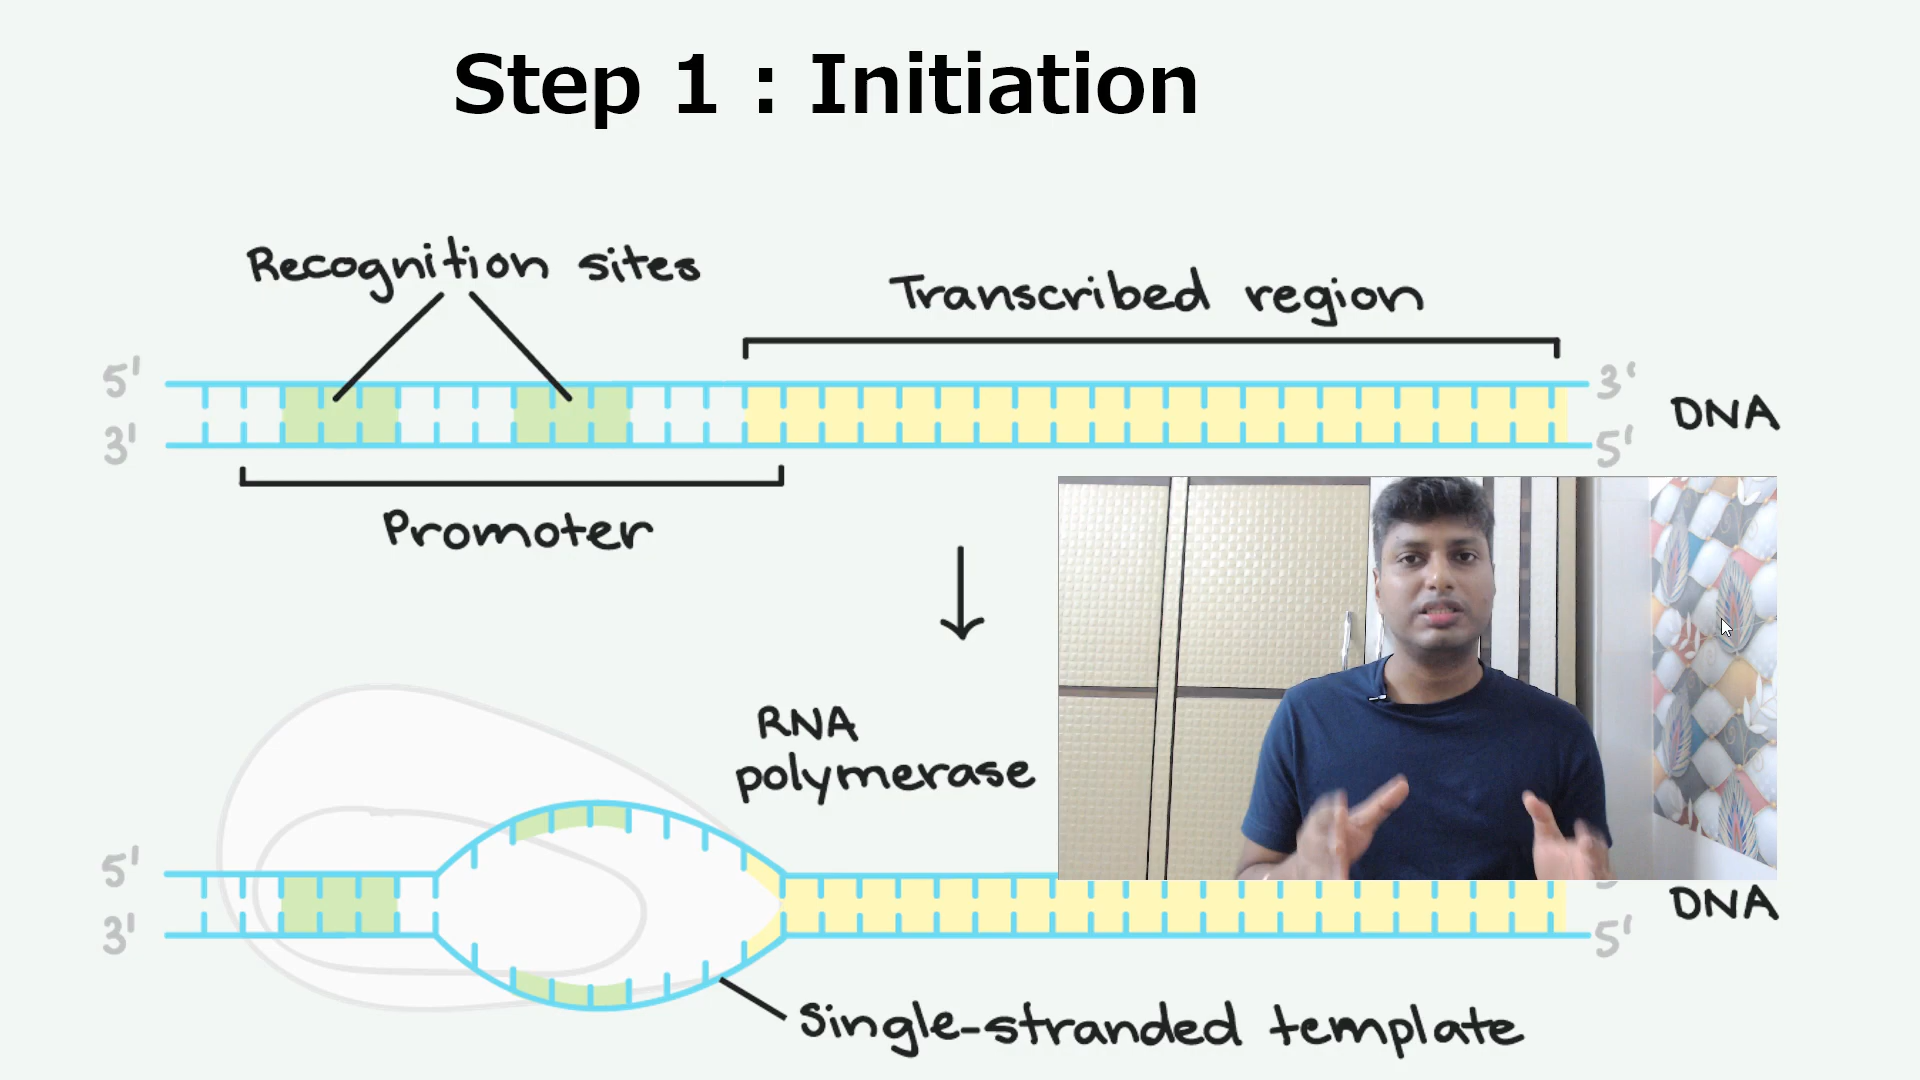 Step 1 : Initiation
Recognition sites
Transcribed region
5'
3'
3'
5'
DNA
Promoter
RNA
polymerase
5'
3'
5'
DNA
Single-stranded template